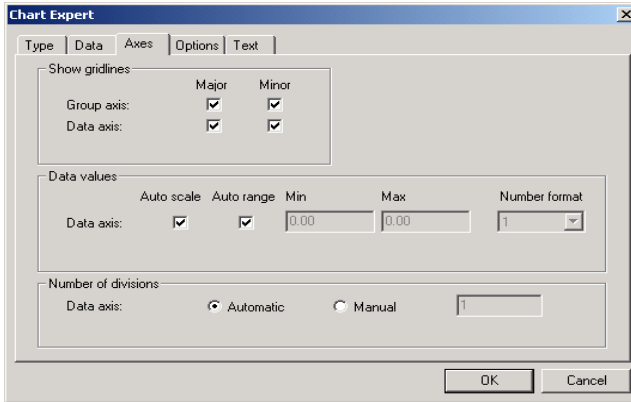 Chart Expert
Type Data Axes Options Text
Show gridlines
Major Minor
Group axis:
Data axis:
Data values
Auto scale Auto range Min Max Number format
Data axis: 0.00 0.00 1
Number of divisions
Data axis: Automatic Manual 1
OK Cancel